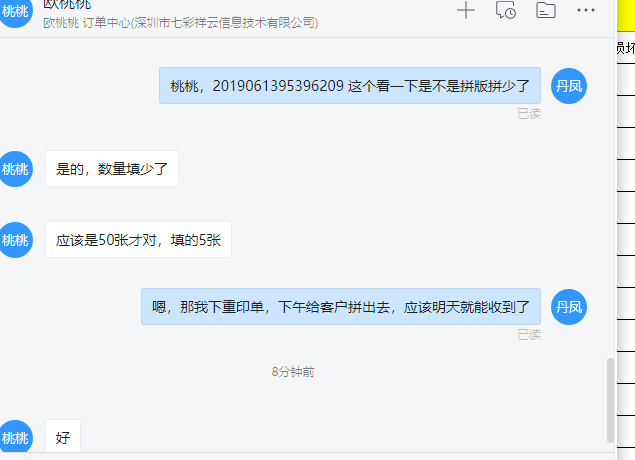 桃桃
欧桃桃
欧桃桃 订单中心(深圳市七彩祥云信息技术有限公司)
桃桃，2019061395396209 这个看一下是不是拼版拼少了
丹凤
已读
桃桃
是的，数量填少了
桃桃
应该是50张才对，填的5张
嗯，那我下重印单，下午给客户拼出去，应该明天就能收到了
丹凤
已读
8分钟前
桃桃
好